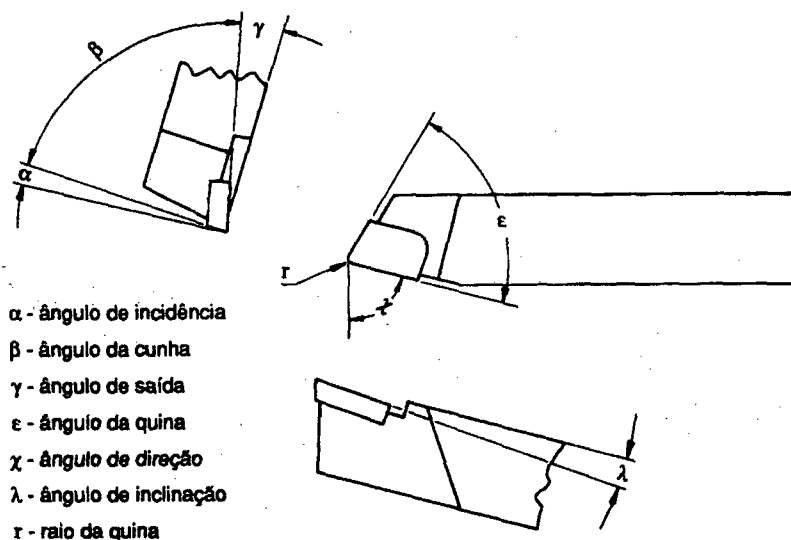 β
γ
α
ε
r
χ
α - ângulo de incidência
β - ângulo da cunha
γ - ângulo de saída
ε - ângulo da quina
χ - ângulo de direção
λ - ângulo de inclinação
r - raio da quina
λ